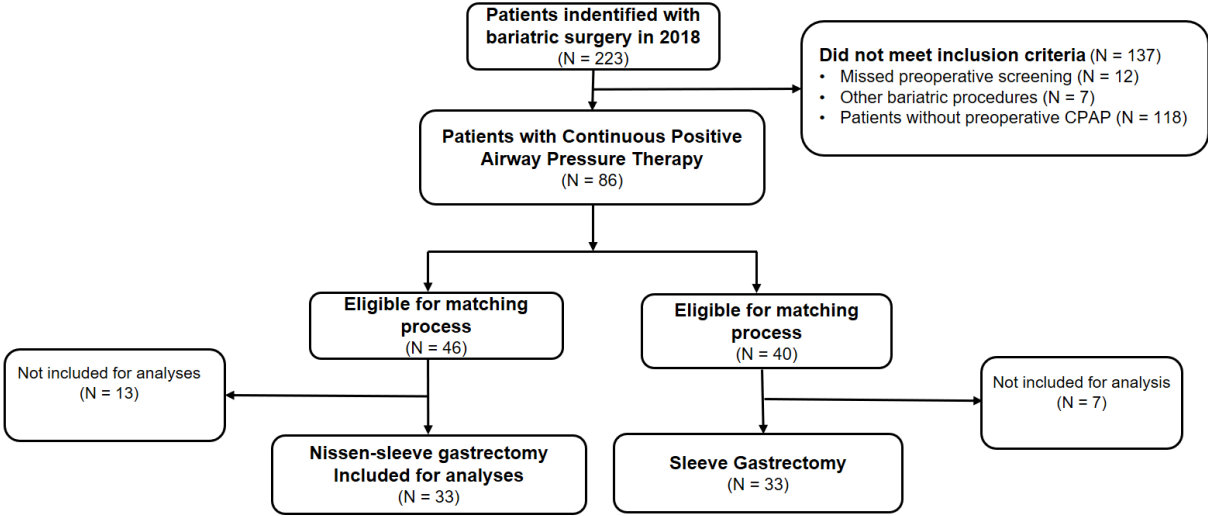 Patients indentified with
bariatric surgery in 2018
(N = 223)
Did not meet inclusion criteria (N = 137)
• Missed preoperative screening (N = 12)
• Other bariatric procedures (N = 7)
• Patients without preoperative CPAP (N = 118)
Patients with Continuous Positive
Airway Pressure Therapy
(N = 86)
Eligible for matching
process
(N = 46)
Eligible for matching
process
(N = 40)
Not included for analyses
(N = 13)
Not included for analysis
(N = 7)
Nissen-sleeve gastrectomy
Included for analyses
(N = 33)
Sleeve Gastrectomy
(N = 33)